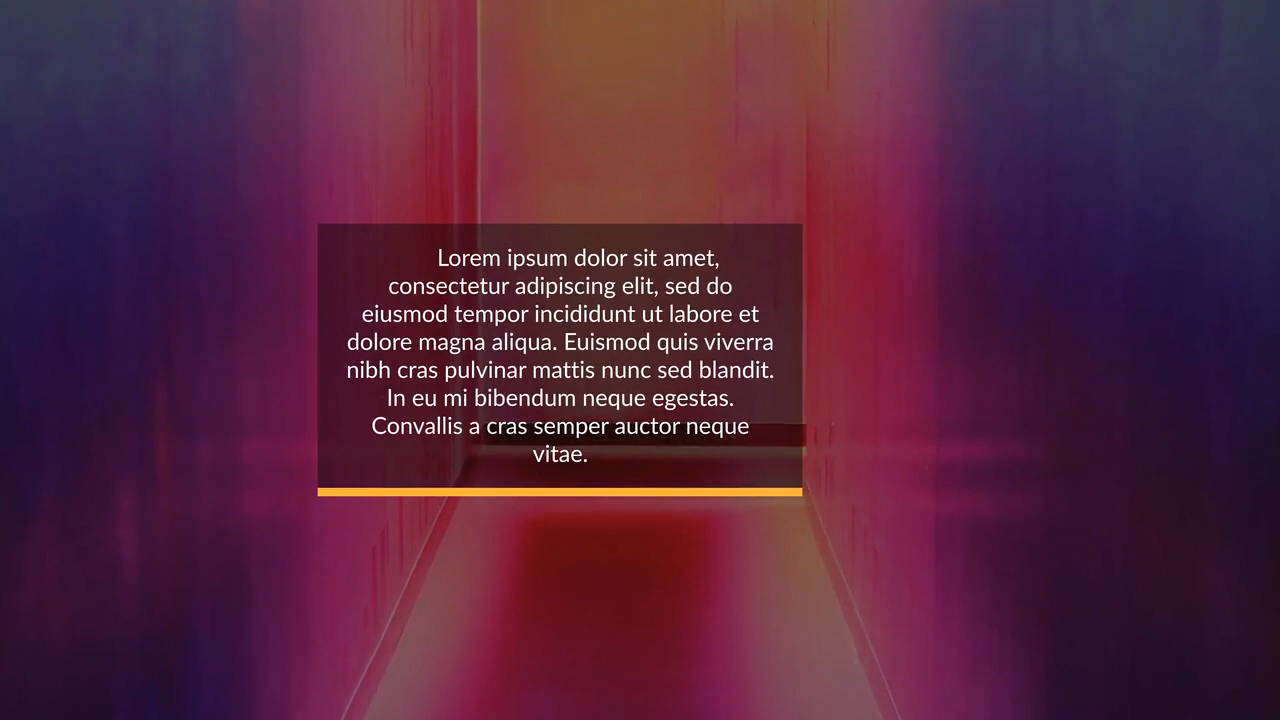 Lorem ipsum dolor sit amet,
consectetur adipiscing elit, sed do
eiusmod tempor incididunt ut labore et
dolore magna aliqua. Euismod quis viverra
nibh cras pulvinar mattis nunc sed blandit.
In eu mi bibendum neque egestas.
Convallis a cras semper auctor neque
vitae.